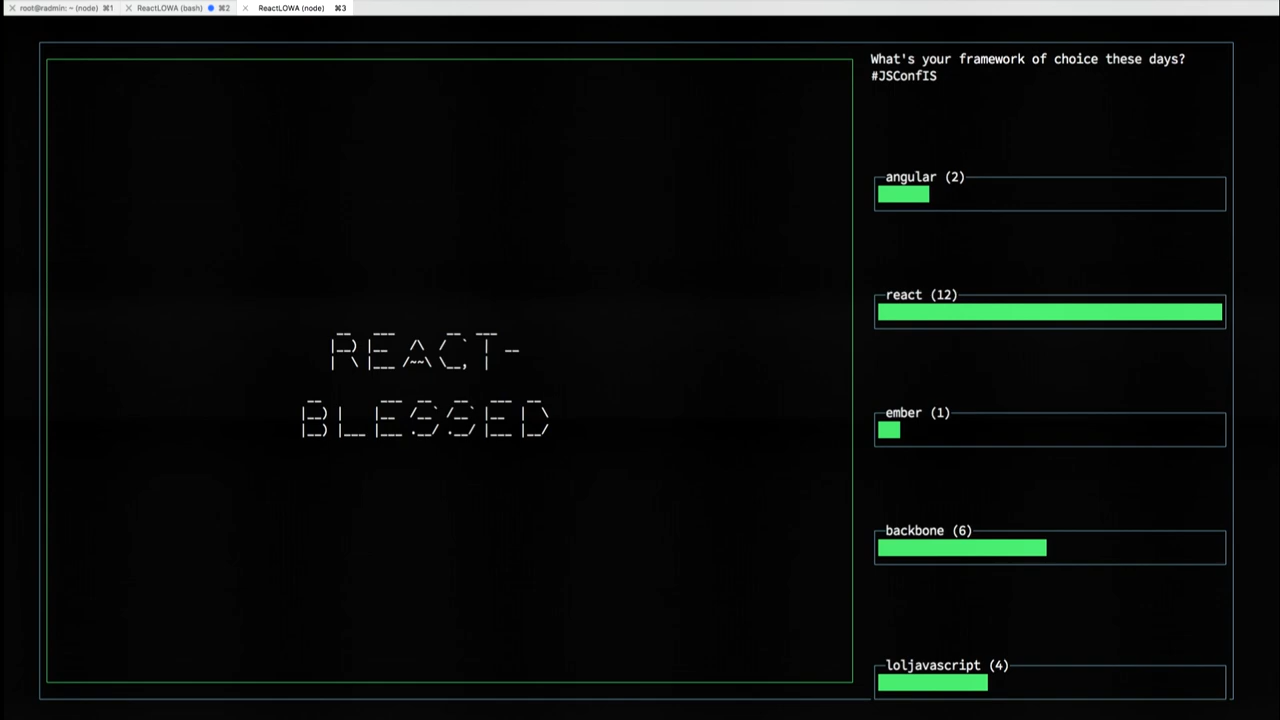 root@radmin: ~ (node) ⌘1
ReactLOWA (bash) ⌘2
ReactLOWA (node) ⌘3
What's your framework of choice these days?
#JSConfIS
REACT-
BLESSED
angular (2)
react (12)
ember (1)
backbone (6)
loljavascript (4)